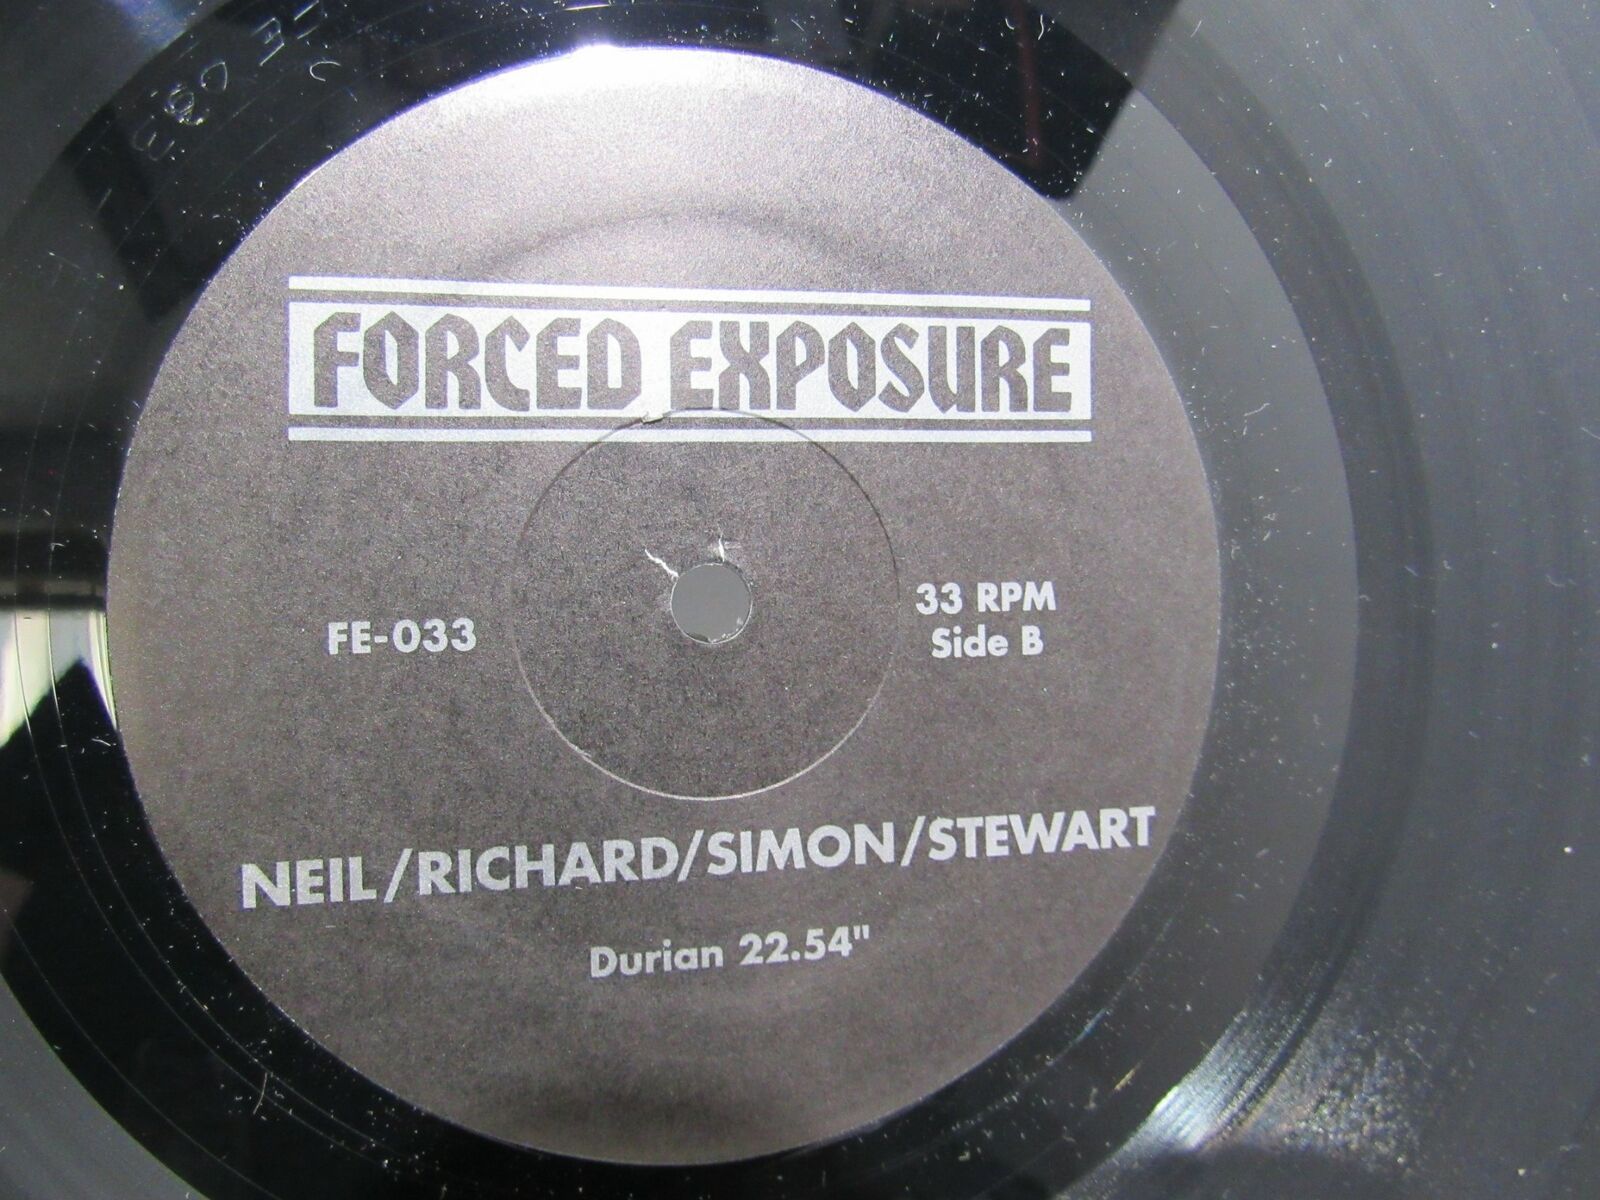 FORCED EXPOSURE
FE-033
33 RPM
Side B
NEIL/RICHARD/SIMON/STEWART
Durian 22.54"